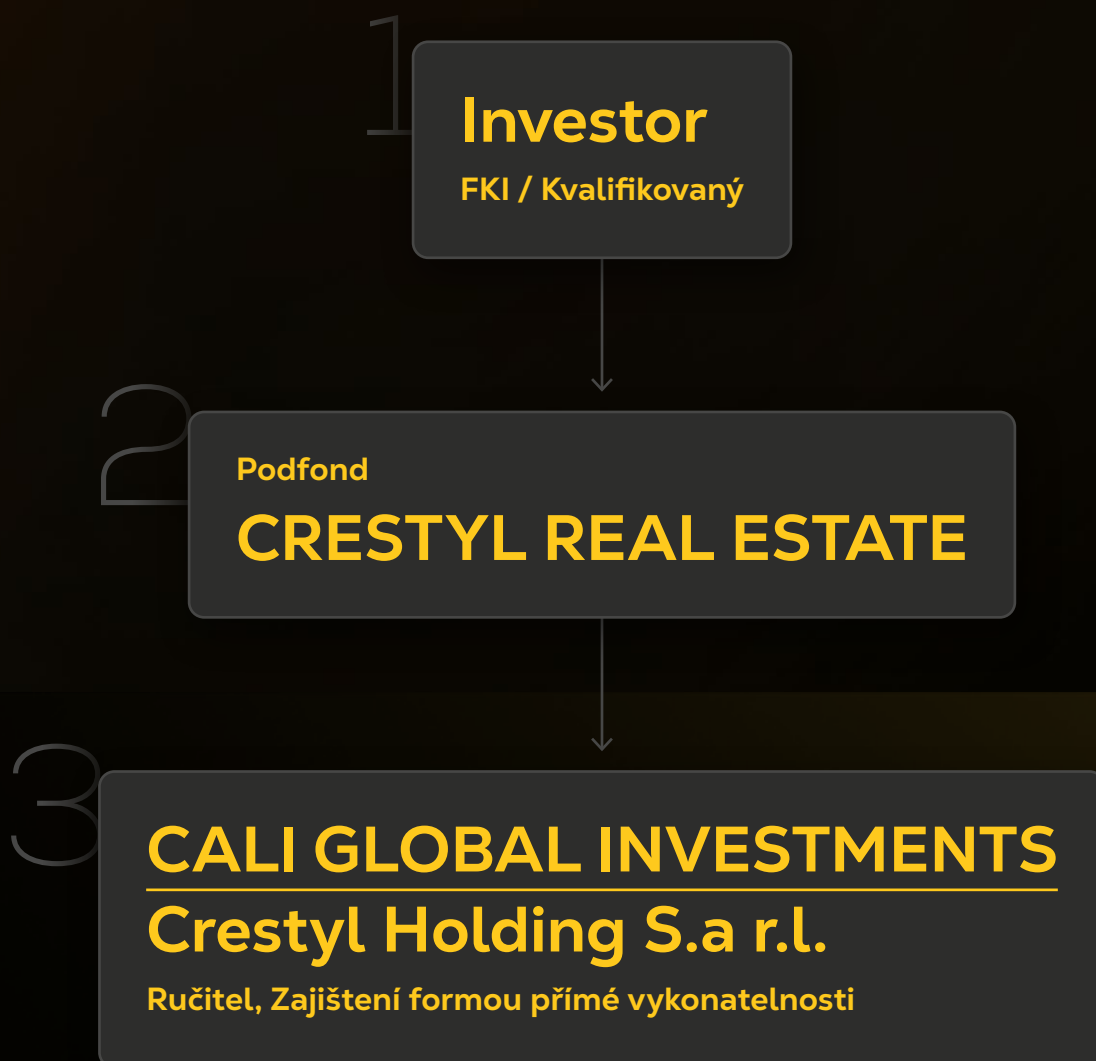 1
Investor
FKI / Kvalifikovaný
2
Podfond
CRESTYL REAL ESTATE
3
CALI GLOBAL INVESTMENTS
Crestyl Holding S.a r.l.
Ručitel, Zajištení formou přímé vykonatelnosti